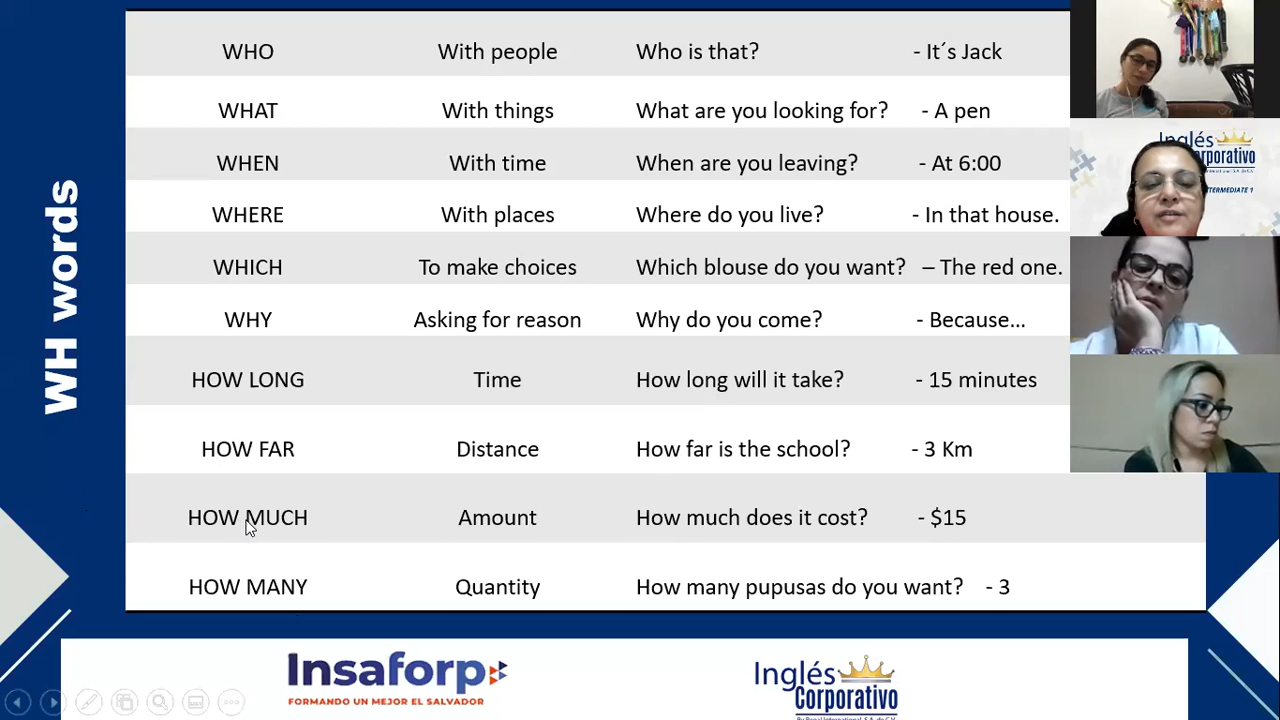 WH words
WHO With people Who is that? - It´s Jack
WHAT With things What are you looking for? - A pen
WHEN With time When are you leaving? - At 6:00
WHERE With places Where do you live? - In that house.
WHICH To make choices Which blouse do you want? – The red one.
WHY Asking for reason Why do you come? - Because…
HOW LONG Time How long will it take? - 15 minutes
HOW FAR Distance How far is the school? - 3 Km
HOW MUCH Amount How much does it cost? - $15
HOW MANY Quantity How many pupusas do you want? - 3
Insaforp
FORMANDO UN MEJOR EL SALVADOR
Inglés
Corporativo
Inglés